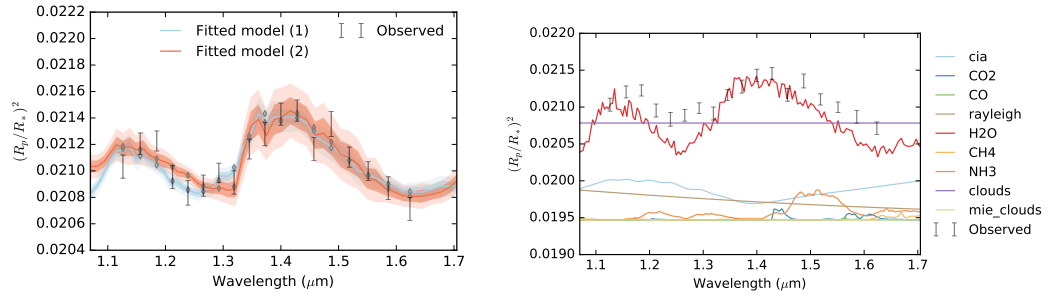 0.0222
0.0220
0.0218
0.0216
0.0214
0.0212
0.0210
0.0208
0.0206
0.0204
(R_p/R_*)^2
Fitted model (1)
Fitted model (2)
Observed
1.1 1.2 1.3 1.4 1.5 1.6 1.7
Wavelength (μm)
0.0220
0.0215
0.0210
0.0205
0.0200
0.0195
0.0190
(R_p/R_*)^2
1.1 1.2 1.3 1.4 1.5 1.6 1.7
Wavelength (μm)
cia
CO2
CO
rayleigh
H2O
CH4
NH3
clouds
mie_clouds
Observed